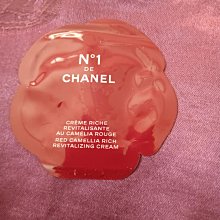 N°1
DE
CHANEL
CRÈME RICHE
REVITALISANTE
AU CAMÉLIA ROUGE
RED CAMELLIA RICH
REVITALIZING CREAM